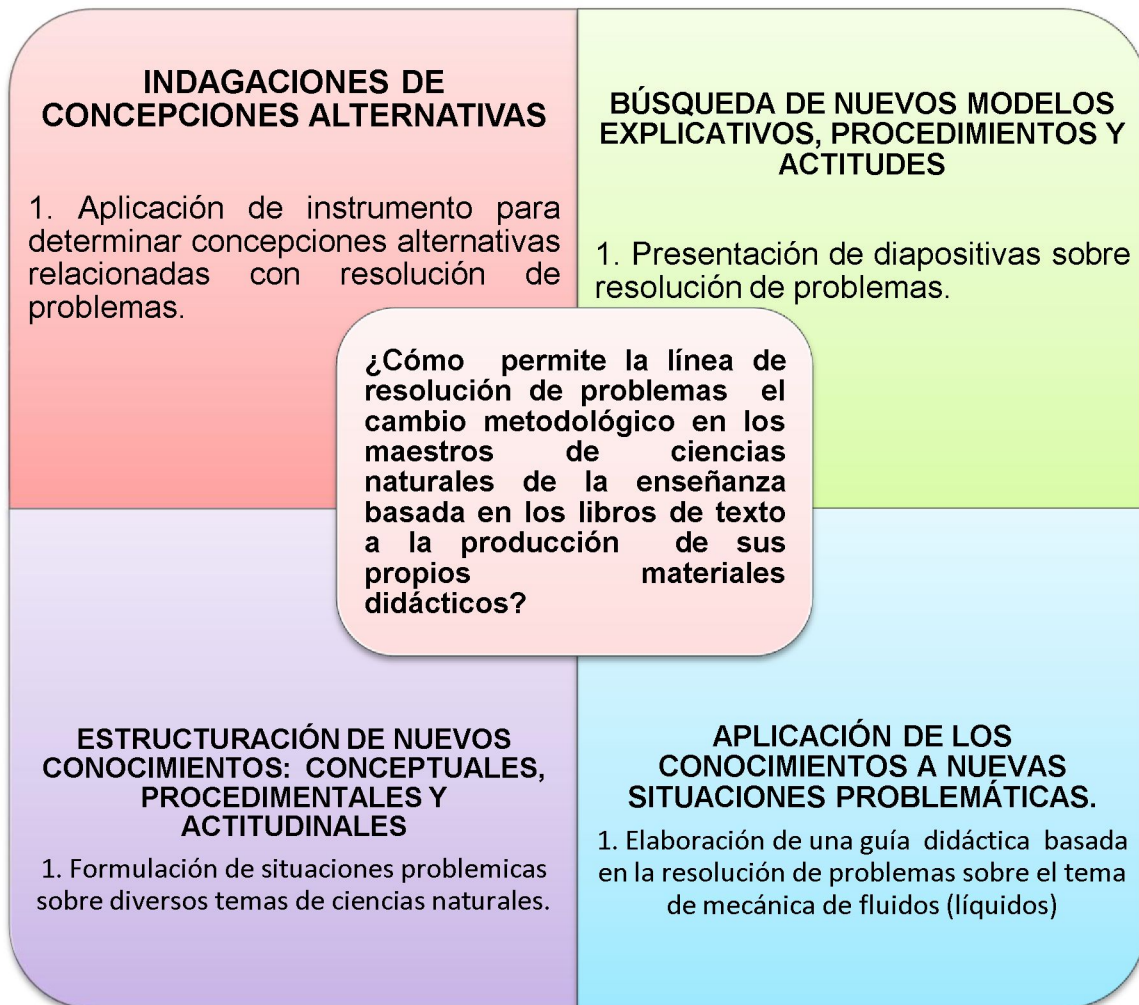 INDAGACIONES DE
CONCEPCIONES ALTERNATIVAS
1. Aplicación de instrumento para
determinar concepciones alternativas
relacionadas con resolución de
problemas.
BÚSQUEDA DE NUEVOS MODELOS
EXPLICATIVOS, PROCEDIMIENTOS Y
ACTITUDES
1. Presentación de diapositivas sobre
resolución de problemas.
¿Cómo permite la línea de
resolución de problemas el
cambio metodológico en los
maestros de ciencias
naturales de la enseñanza
basada en los libros de texto
a la producción de sus
propios materiales
didácticos?
ESTRUCTURACIÓN DE NUEVOS
CONOCIMIENTOS: CONCEPTUALES,
PROCEDIMENTALES Y
ACTITUDINALES
1. Formulación de situaciones problemicas
sobre diversos temas de ciencias naturales.
APLICACIÓN DE LOS
CONOCIMIENTOS A NUEVAS
SITUACIONES PROBLEMÁTICAS.
1. Elaboración de una guía didáctica basada
en la resolución de problemas sobre el tema
de mecánica de fluidos (líquidos)